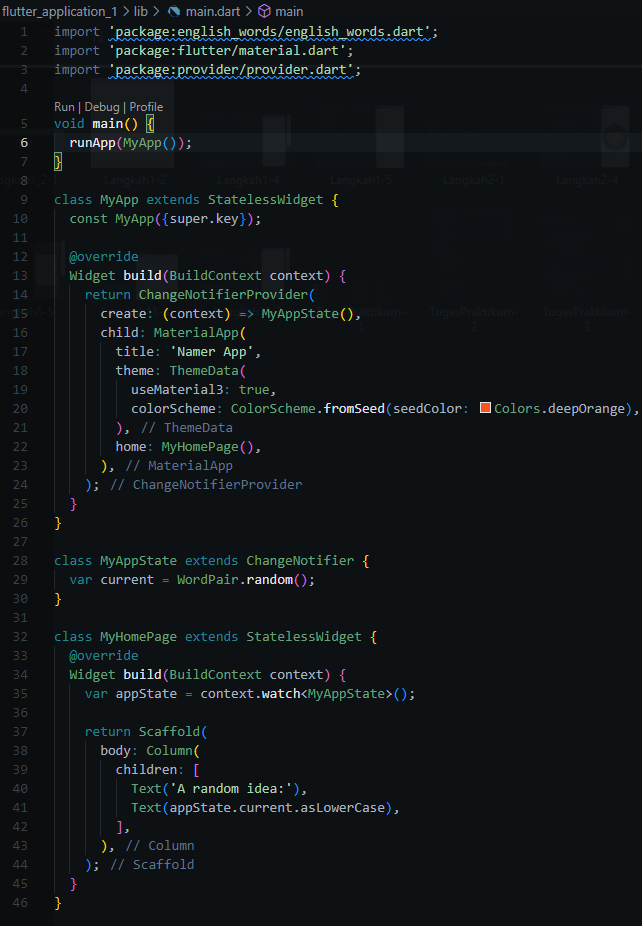 flutter_application_1 > lib > main.dart > main
1 import 'package:english_words/english_words.dart';
2 import 'package:flutter/material.dart';
3 import 'package:provider/provider.dart';
4
Run | Debug | Profile
5 void main() {
6   runApp(MyApp());
7 }
8
9 class MyApp extends StatelessWidget {
10   const MyApp({super.key});
11
12   @override
13   Widget build(BuildContext context) {
14     return ChangeNotifierProvider(
15       create: (context) => MyAppState(),
16       child: MaterialApp(
17         title: 'Namer App',
18         theme: ThemeData(
19           useMaterial3: true,
20           colorScheme: ColorScheme.fromSeed(seedColor: Colors.deepOrange),
21         ), // ThemeData
22         home: MyHomePage(),
23       ), // MaterialApp
24     ); // ChangeNotifierProvider
25   }
26 }
27
28 class MyAppState extends ChangeNotifier {
29   var current = WordPair.random();
30 }
31
32 class MyHomePage extends StatelessWidget {
33   @override
34   Widget build(BuildContext context) {
35     var appState = context.watch<MyAppState>();
36
37     return Scaffold(
38       body: Column(
39         children: [
40           Text('A random idea:'),
41           Text(appState.current.asLowerCase),
42         ],
43       ), // Column
44     ); // Scaffold
45   }
46 }